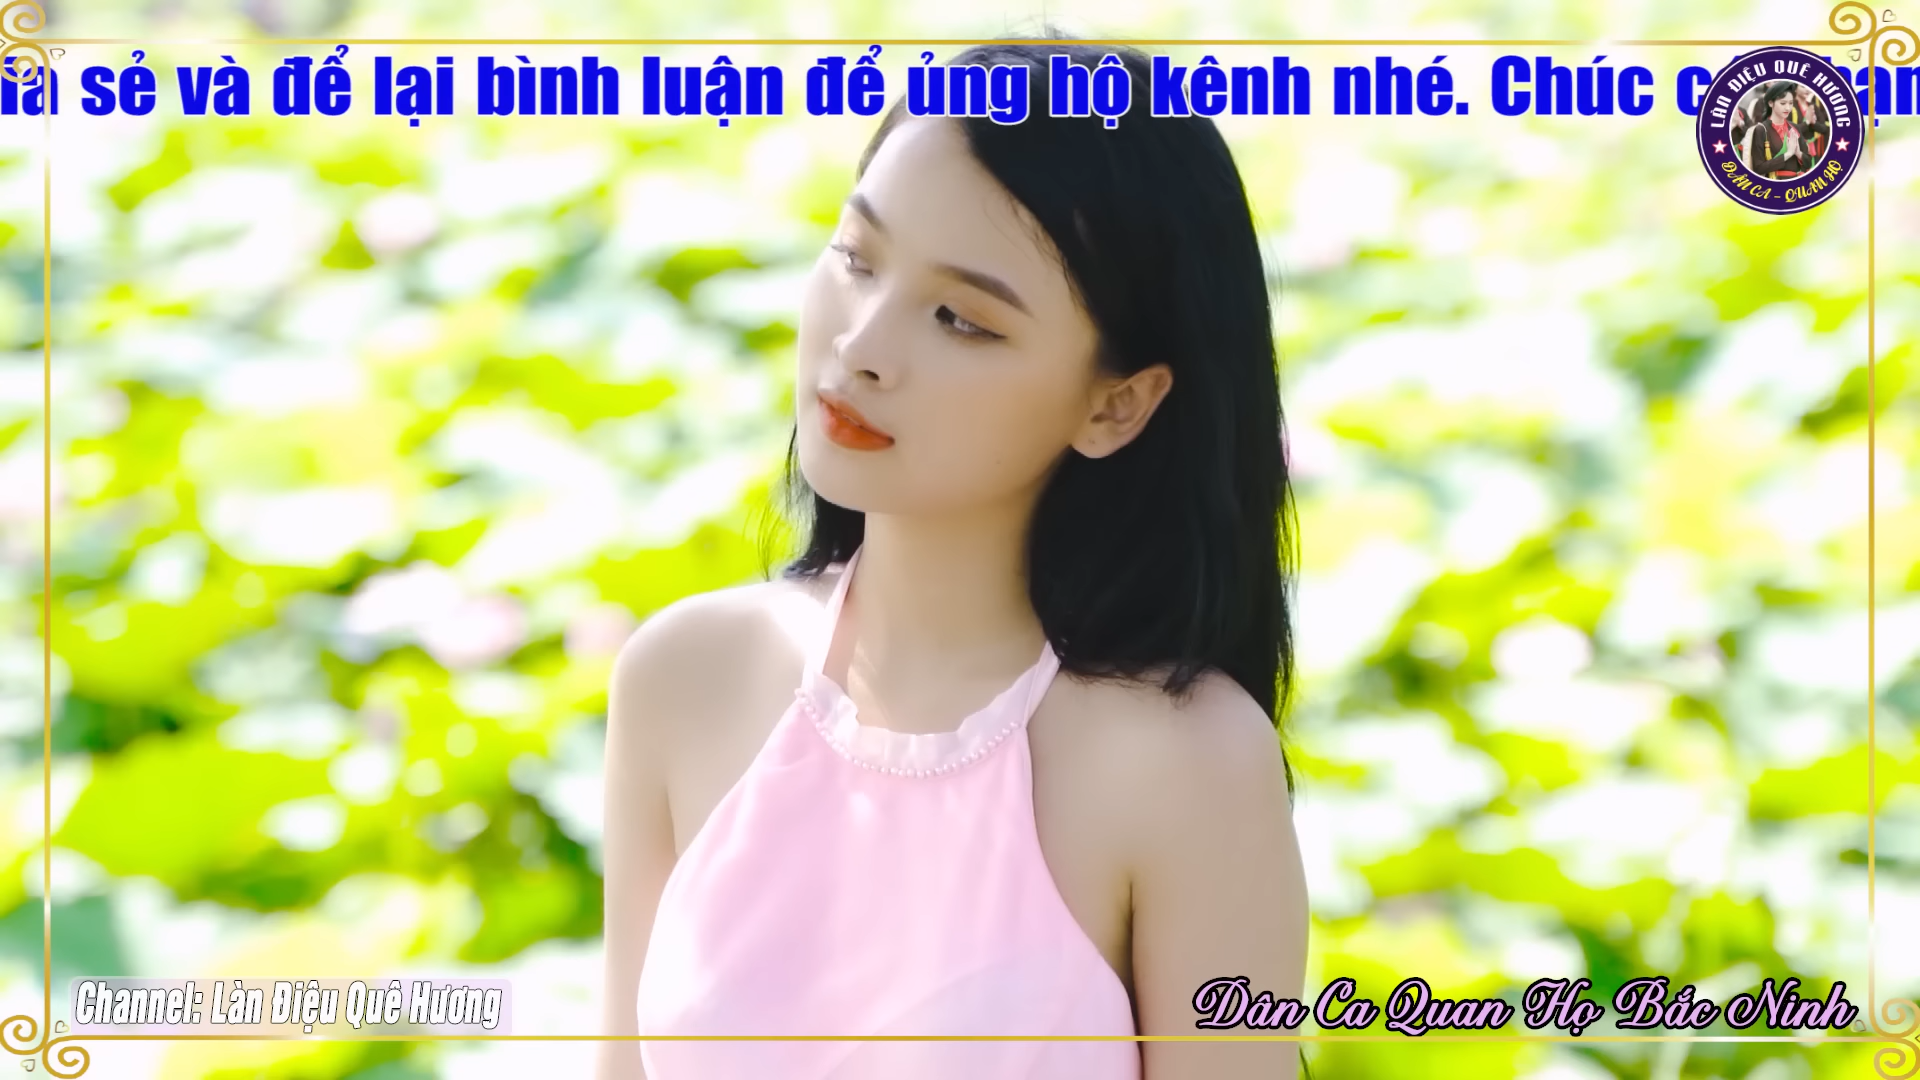 sẻ và để lại bình luận để ủng hộ kênh nhé. Chúc
LÀN ĐIỆU QUÊ HƯƠNG
DÂN CA - QUAN HỌ
Channel: Làn Điệu Quê Hương
Dân Ca Quan Họ Bắc Ninh